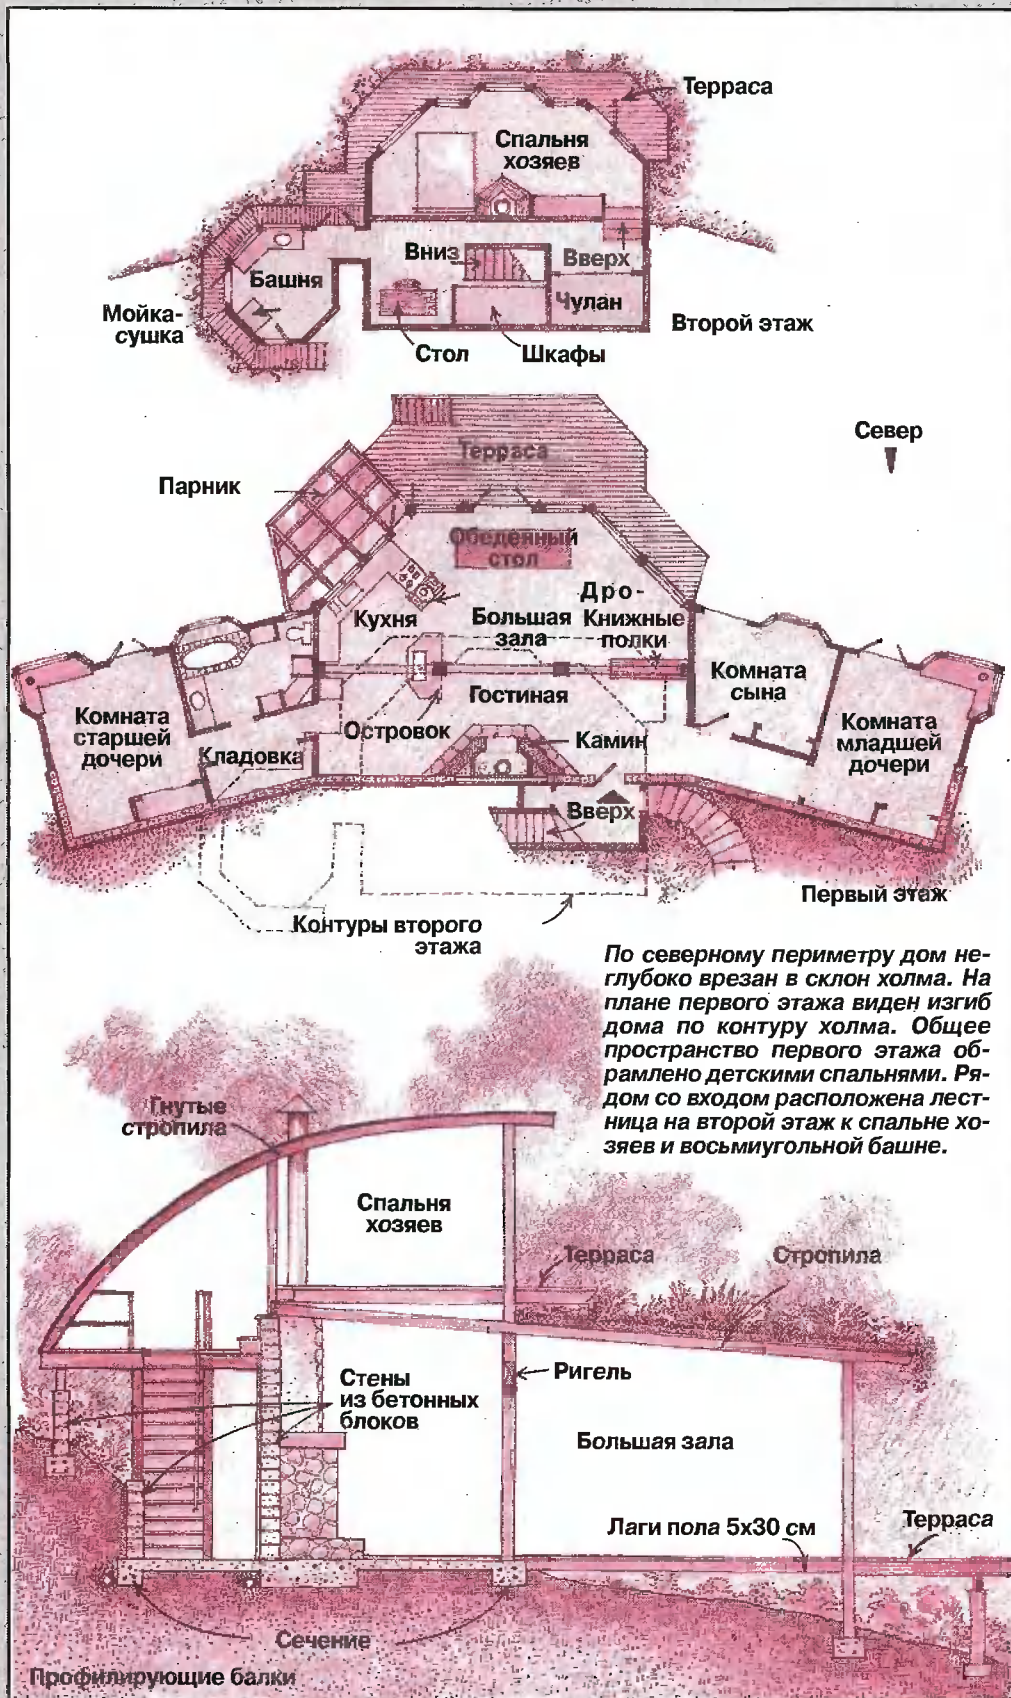 Терраса
Спальня
хозяев
Вниз
Вверх
Башня
Чулан
Мойка-
сушка
Второй этаж
Стол
Шкафы
Север
Терраса
Парник
Обеденный
стол
Дро-
Кухня
Большая
зала
Книжные
полки
Комната
сына
Гостиная
Комната
старшей
дочери
Островок
Комната
младшей
дочери
Камин
Кладовка
Вверх
Первый этаж
Контуры второго
этажа
По северному периметру дом не-
глубоко врезан в склон холма. На
плане первого этажа виден изгиб
дома по контуру холма. Общее
пространство первого этажа об-
рамлено детскими спальнями. Ря-
дом со входом расположена лест-
ница на второй этаж к спальне хо-
зяев и восьмиугольной башне.
Гнутые
стропила
Спальня
хозяев
Терраса
Стропила
Стены
из бетонных
блоков
Ригель
Большая зала
Лаги пола 5х30 см
Терраса
Сечение
Профилирующие балки